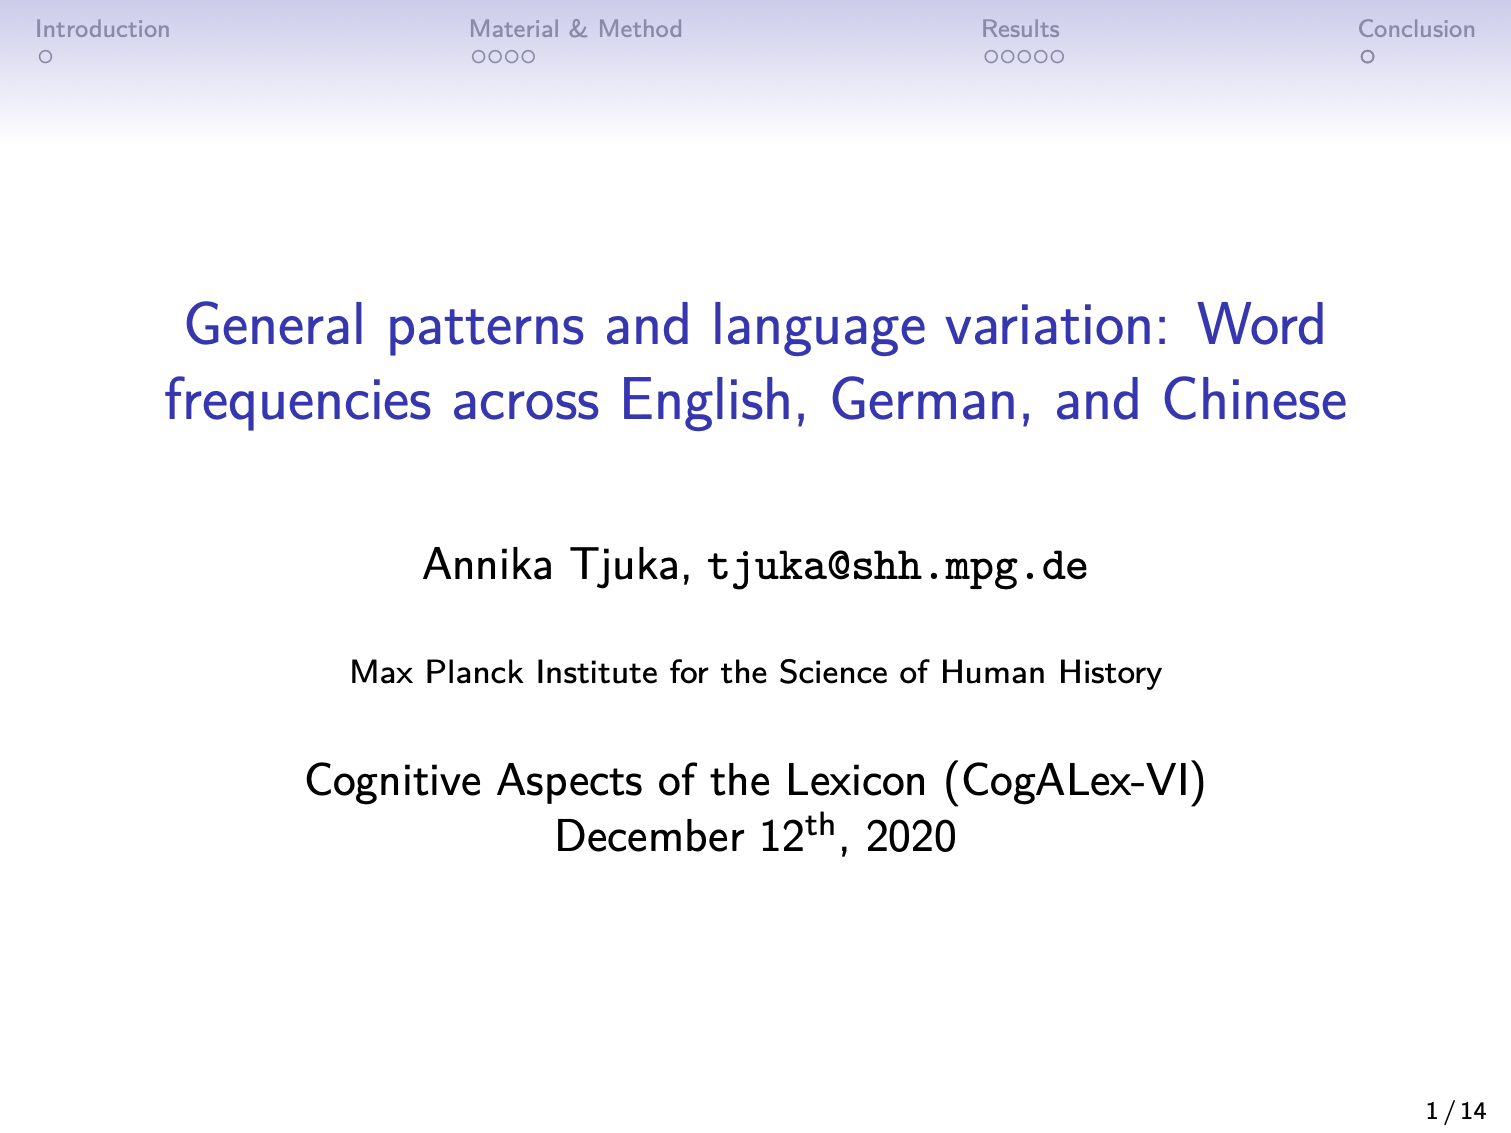 Introduction
Material & Method
Results
Conclusion
General patterns and language variation: Word
frequencies across English, German, and Chinese
Annika Tjuka, tjuka@shh.mpg.de
Max Planck Institute for the Science of Human History
Cognitive Aspects of the Lexicon (CogALex-VI)
December 12th, 2020
1 / 14